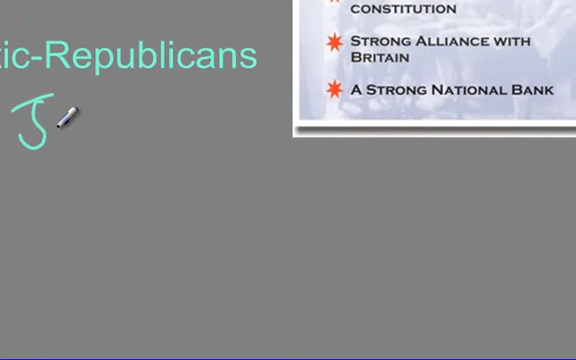 tic-Republicans
J
CONSTITUTION
STRONG ALLIANCE WITH
BRITAIN
A STRONG NATIONAL BANK